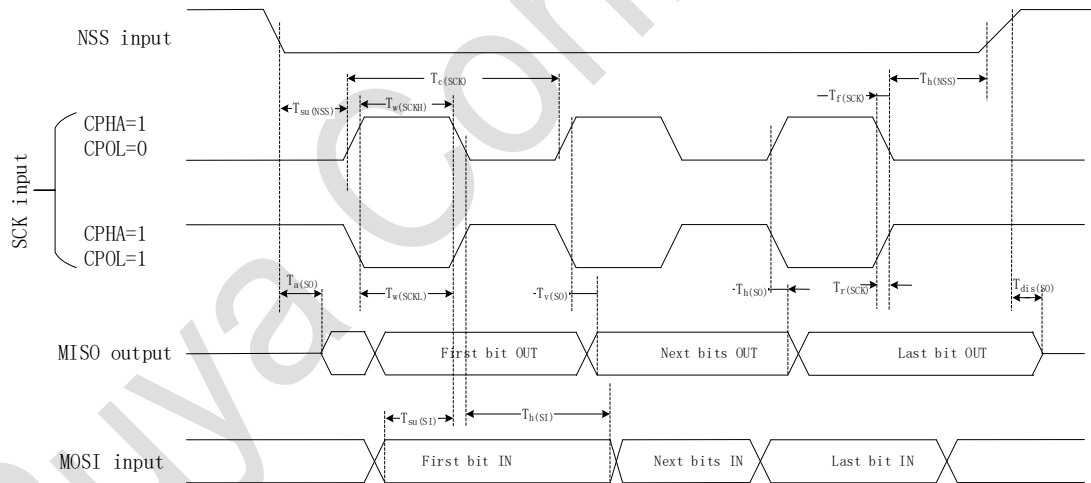 NSS input
Tc(SCK)
Th(NSS)
Tsu(NSS)
Tw(SCKH)
Tf(SCK)
SCK input
CPHA=1
CPOL=0
CPHA=1
CPOL=1
Ta(SO)
Tw(SCKL)
Tv(SO)
Th(SO)
Tr(SCK)
Tdis(SO)
MISO output
First bit OUT
Next bits OUT
Last bit OUT
Tsu(SI)
Th(SI)
MOSI input
First bit IN
Next bits IN
Last bit IN